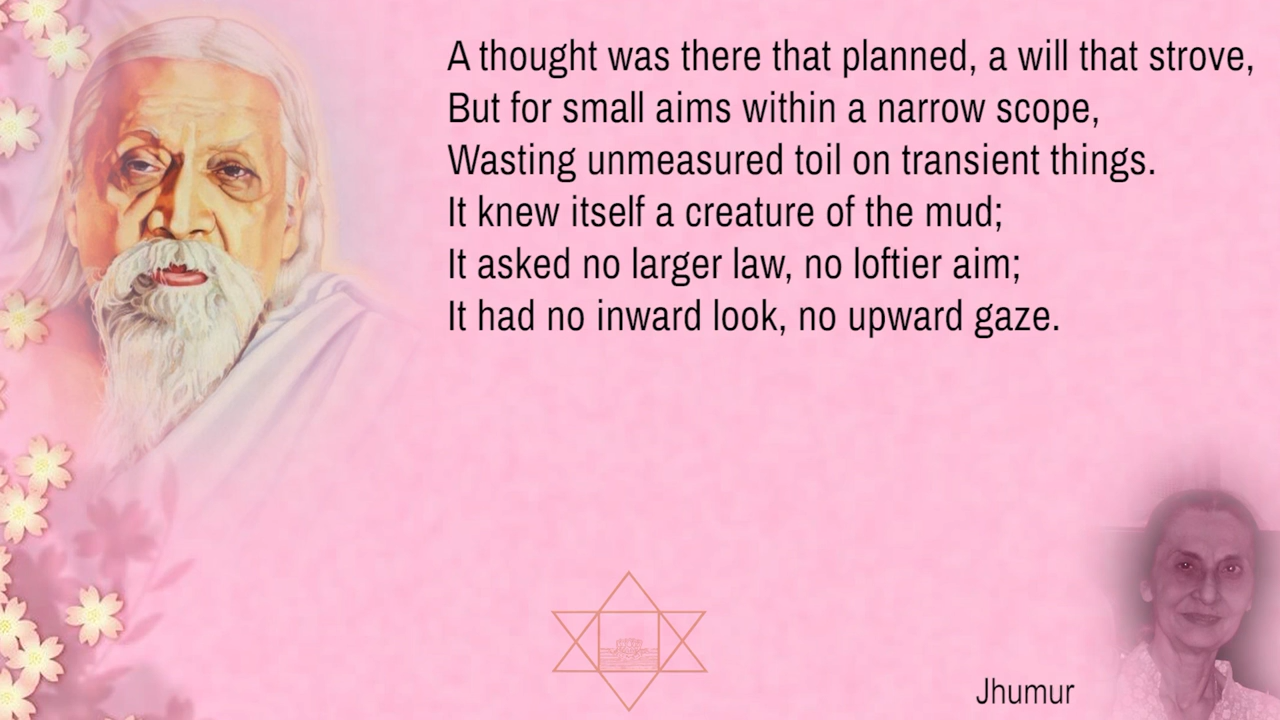 A thought was there that planned, a will that strove,
But for small aims within a narrow scope,
Wasting unmeasured toil on transient things.
It knew itself a creature of the mud;
It asked no larger law, no loftier aim;
It had no inward look, no upward gaze.
Jhumur